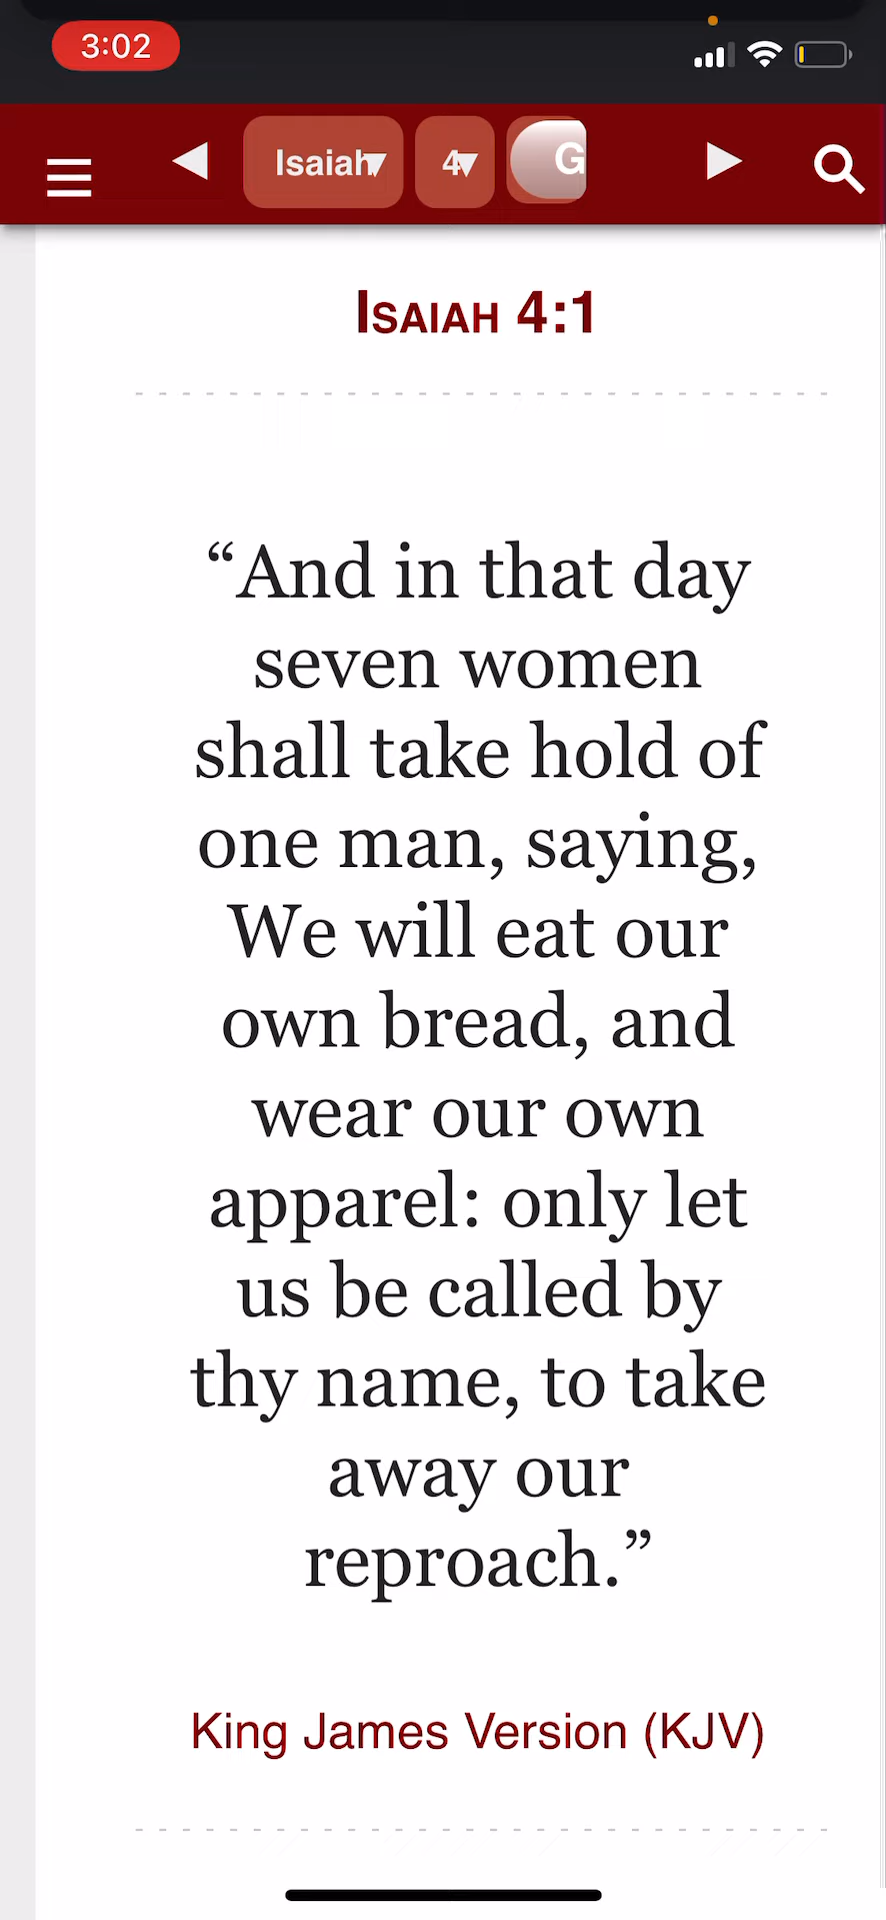 3:02
Isaiah 4 G
Isaiah 4:1
“And in that day
seven women
shall take hold of
one man, saying,
We will eat our
own bread, and
wear our own
apparel: only let
us be called by
thy name, to take
away our
reproach.”
King James Version (KJV)